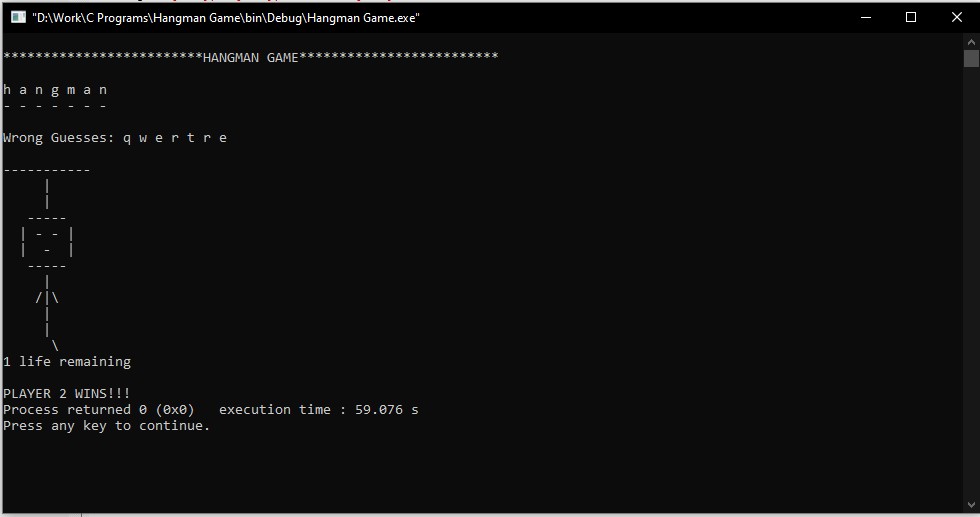 "D:\Work\C Programs\Hangman Game\bin\Debug\Hangman Game.exe"
*************************HANGMAN GAME*************************
h a n g m a n
- - - - - - -
Wrong Guesses: q w e r t r e
-----------
     |
     |
   -----
  | - - |
  |  -  |
   -----
     |
    /|\
     |
     |
      \
1 life remaining
PLAYER 2 WINS!!!
Process returned 0 (0x0)   execution time : 59.076 s
Press any key to continue.